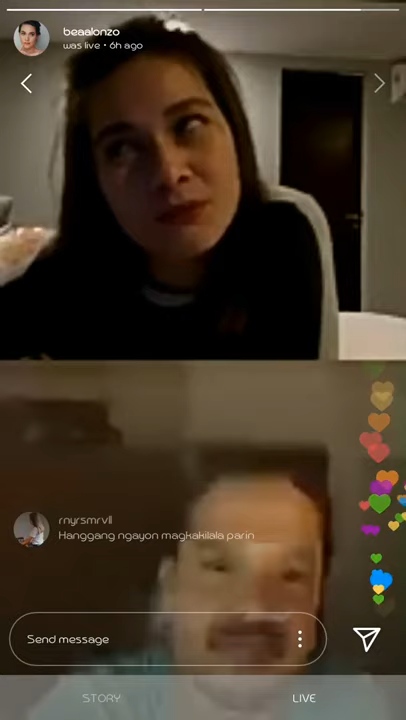 beaalonzo
was live • 6h ago
rnyrsmrvll
Hanggang ngayon magkakilala parin
Send message
STORY
LIVE